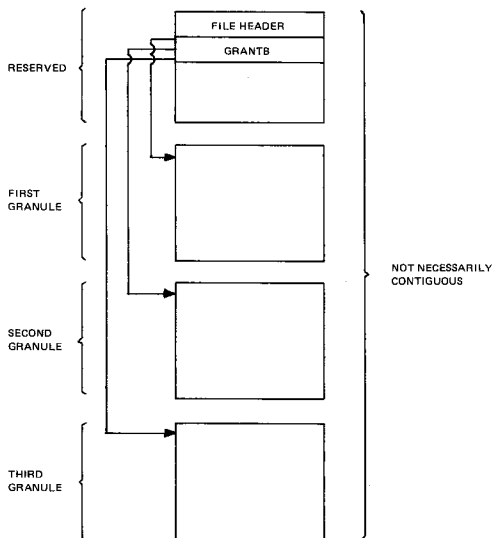 FILE HEADER
GRANTB
RESERVED
FIRST
GRANULE
NOT NECESSARILY
CONTIGUOUS
SECOND
GRANULE
THIRD
GRANULE